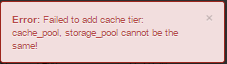 Error: Failed to add cache tier: ×
cache_pool, storage_pool cannot be the
same!